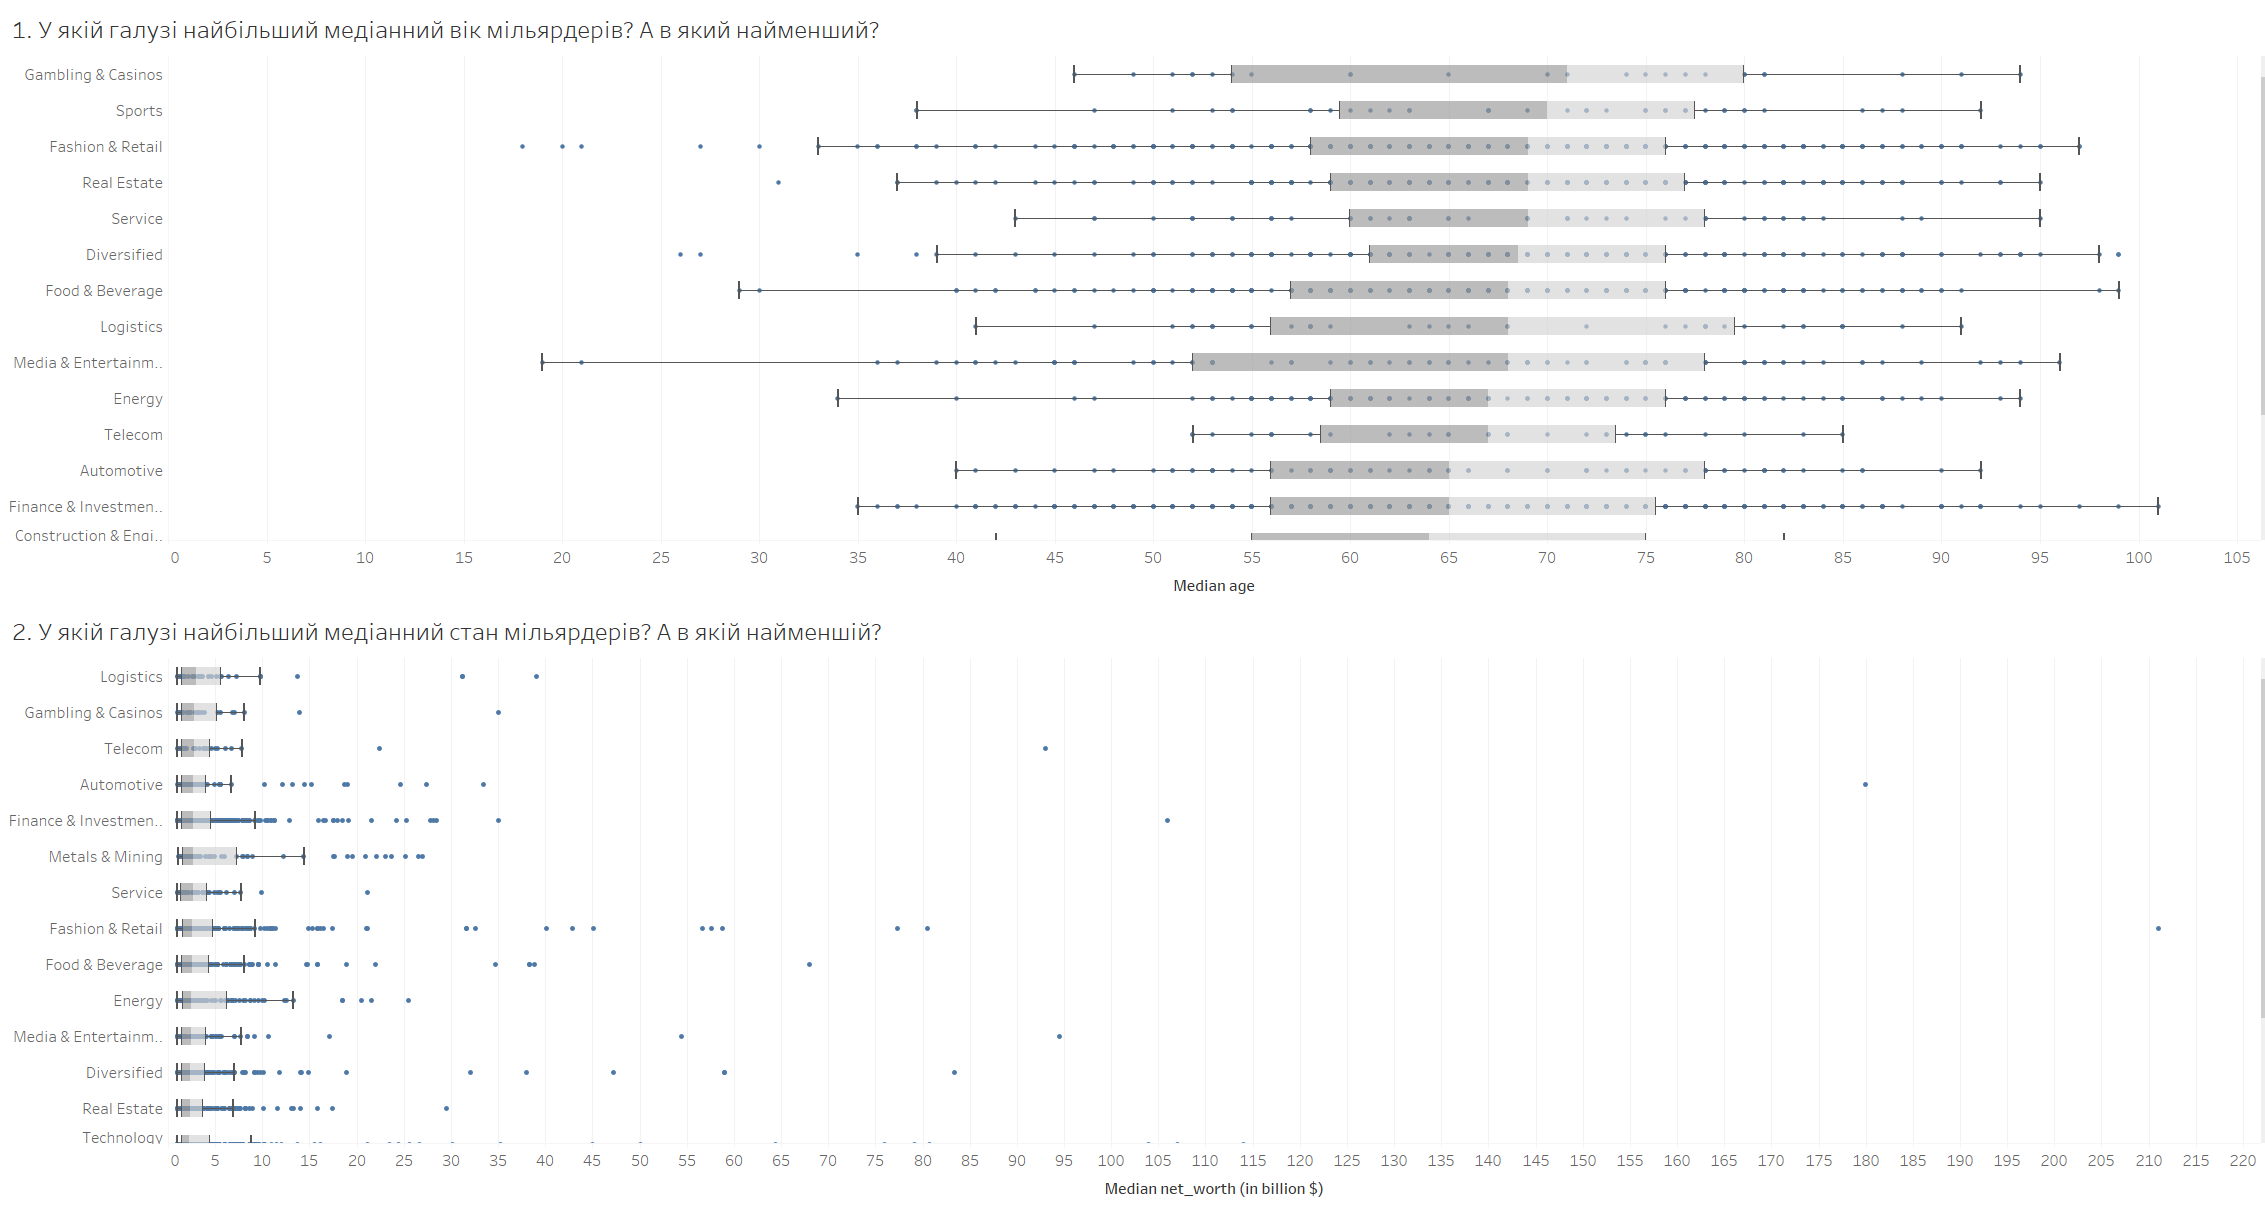 1. У якій галузі найбільший медіанний вік мільярдерів? А в який найменший?
Gambling & Casinos
Sports
Fashion & Retail
Real Estate
Service
Diversified
Food & Beverage
Logistics
Media & Entertainm..
Energy
Telecom
Automotive
Finance & Investmen..
Construction & Engi..
0 5 10 15 20 25 30 35 40 45 50 55 60 65 70 75 80 85 90 95 100 105
Median age
2. У якій галузі найбільший медіанний стан мільярдерів? А в якій найменшій?
Logistics
Gambling & Casinos
Telecom
Automotive
Finance & Investmen..
Metals & Mining
Service
Fashion & Retail
Food & Beverage
Energy
Media & Entertainm..
Diversified
Real Estate
Technology
0 5 10 15 20 25 30 35 40 45 50 55 60 65 70 75 80 85 90 95 100 105 110 115 120 125 130 135 140 145 150 155 160 165 170 175 180 185 190 195 200 205 210 215 220
Median net_worth (in billion $)